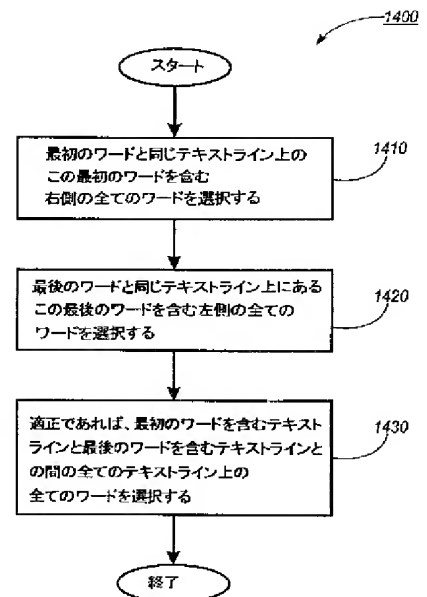 1400
スタート
最初のワードと同じテキストライン上の
この最初のワードを含む
右側の全てのワードを選択する
1410
最後のワードと同じテキストライン上にある
この最後のワードを含む左側の全ての
ワードを選択する
1420
適正であれば、最初のワードを含むテキスト
ラインと最後のワードを含むテキストラインと
の間の全てのテキストライン上の
全てのワードを選択する
1430
終了